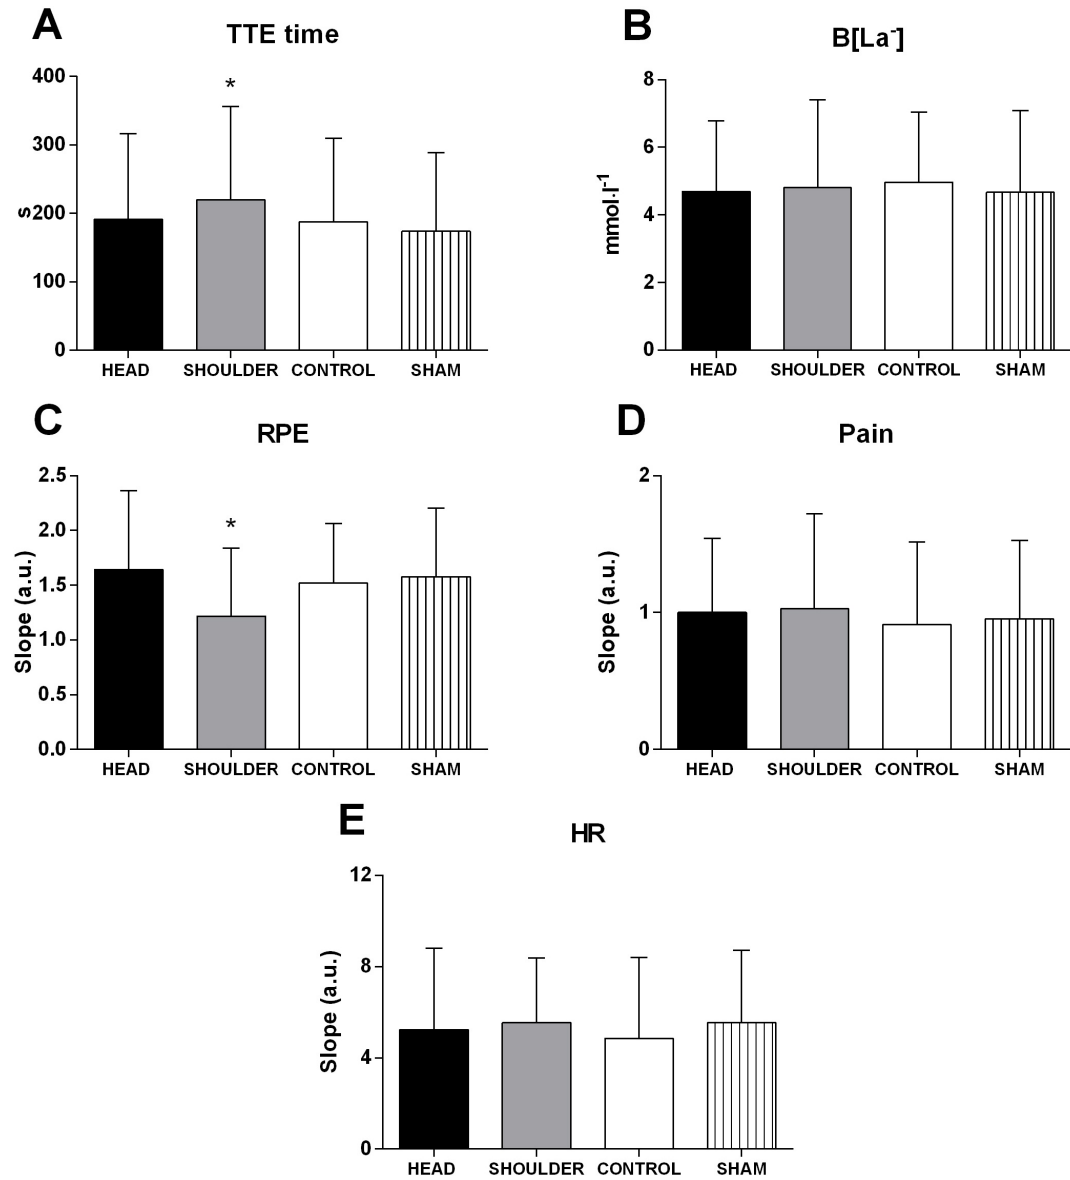 A
TTE time
400
300
200
100
0
s
*
HEAD SHOULDER CONTROL SHAM
B
B[La⁻]
8
6
4
2
0
mmol.l⁻¹
HEAD SHOULDER CONTROL SHAM
C
RPE
2.5
2.0
1.5
1.0
0.5
0.0
Slope (a.u.)
*
HEAD SHOULDER CONTROL SHAM
D
Pain
2
1
0
Slope (a.u.)
HEAD SHOULDER CONTROL SHAM
E
HR
12
8
4
0
Slope (a.u.)
HEAD SHOULDER CONTROL SHAM